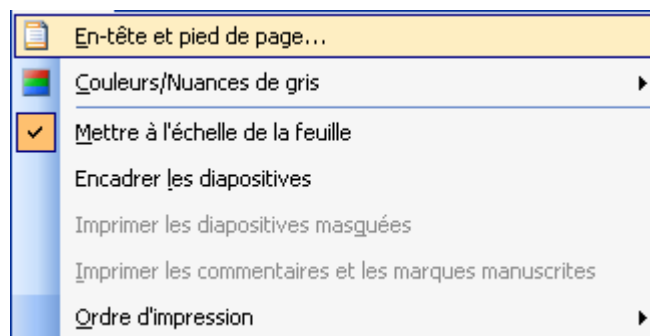 En-tête et pied de page...
Couleurs/Nuances de gris
Mettre à l'échelle de la feuille
Encadrer les diapositives
Imprimer les diapositives masquées
Imprimer les commentaires et les marques manuscrites
Ordre d'impression